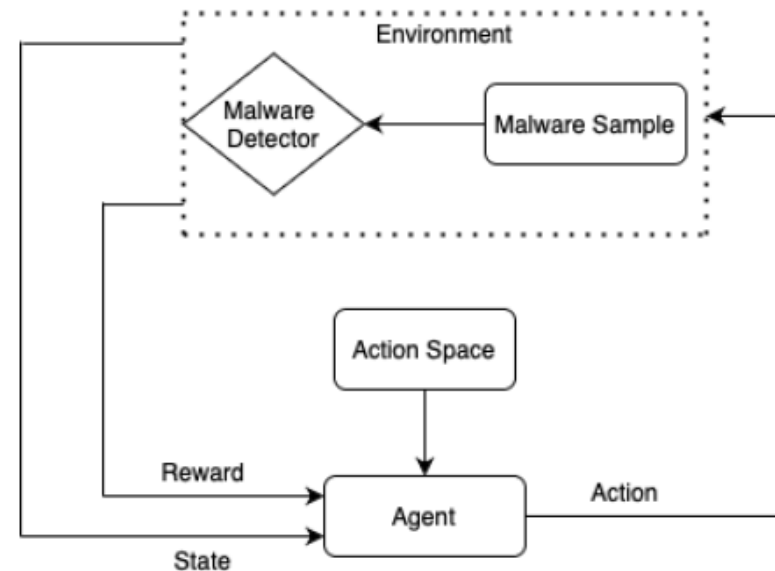 Environment
Malware
Detector
Malware Sample
Action Space
Reward
Agent
Action
State